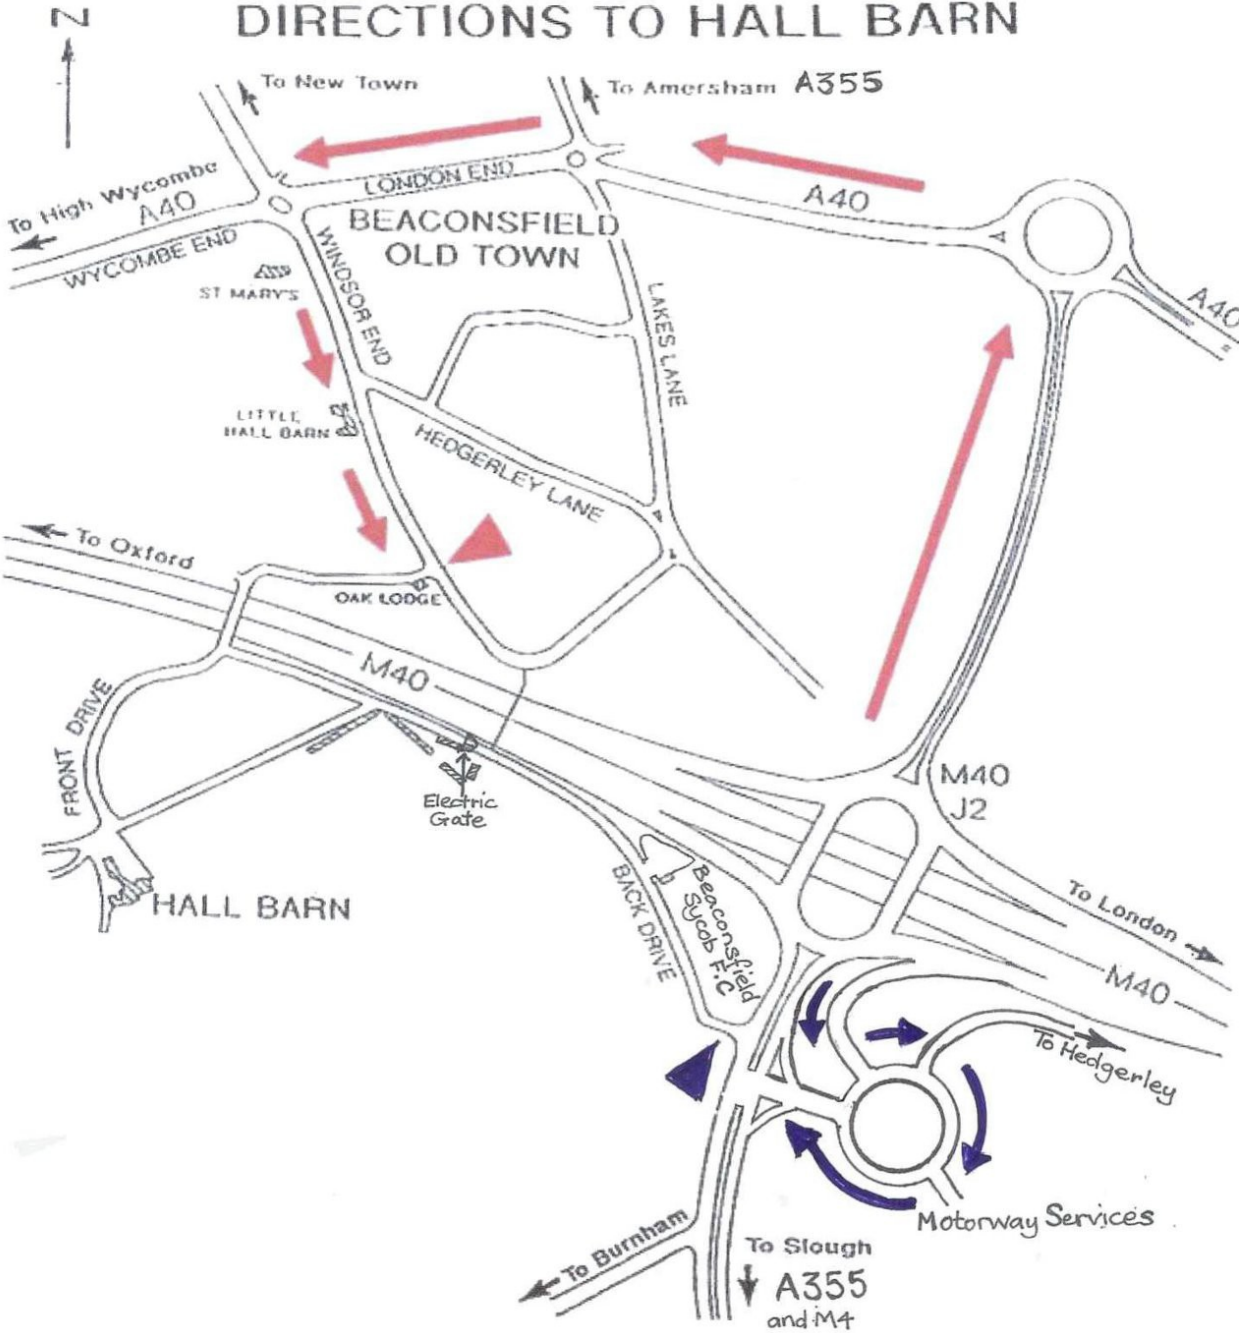 DIRECTIONS TO HALL BARN
N
To New Town
To Amersham A355
To High Wycombe
A40
LONDON END
A40
WYCOMBE END
BEACONSFIELD
OLD TOWN
ST MARY'S
WINDSOR END
LAKES LANE
A40
LITTLE
HALL BARN
HEDGERLEY LANE
To Oxford
OAK LODGE
M40
FRONT DRIVE
M40
J2
Electric
Gate
HALL BARN
BACK DRIVE
Beaconsfield
Sycob F.C
To London
M40
To Hedgerley
Motorway Services
To Burnham
To Slough
A355
and M4